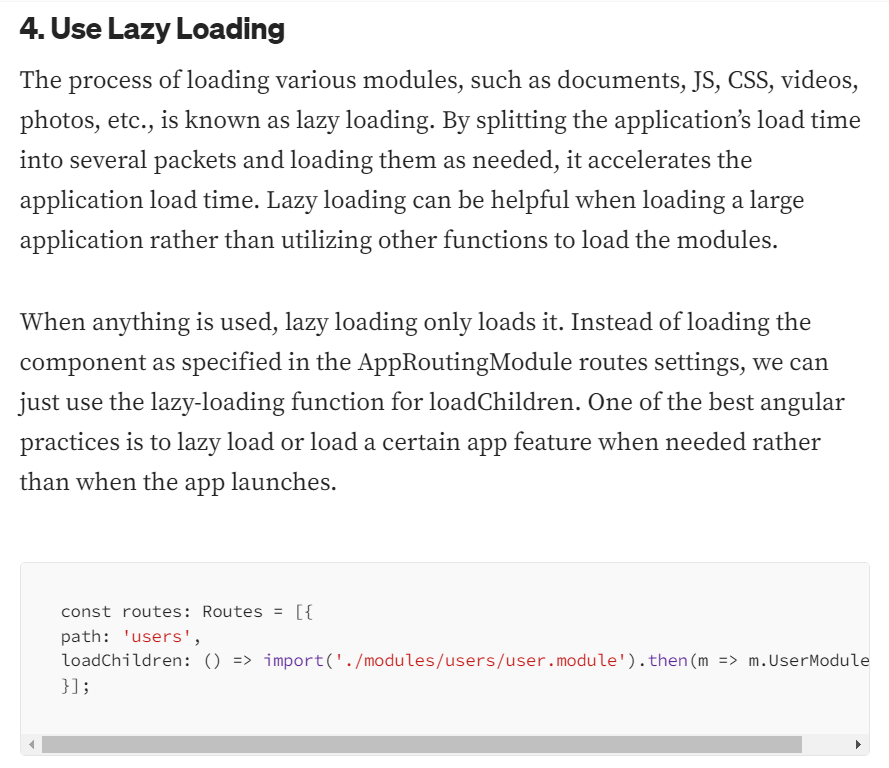 4. Use Lazy Loading
The process of loading various modules, such as documents, JS, CSS, videos,
photos, etc., is known as lazy loading. By splitting the application’s load time
into several packets and loading them as needed, it accelerates the
application load time. Lazy loading can be helpful when loading a large
application rather than utilizing other functions to load the modules.
When anything is used, lazy loading only loads it. Instead of loading the
component as specified in the AppRoutingModule routes settings, we can
just use the lazy-loading function for loadChildren. One of the best angular
practices is to lazy load or load a certain app feature when needed rather
than when the app launches.
const routes: Routes = [{
path: 'users',
loadChildren: () => import('./modules/users/user.module').then(m => m.UserModule
}];